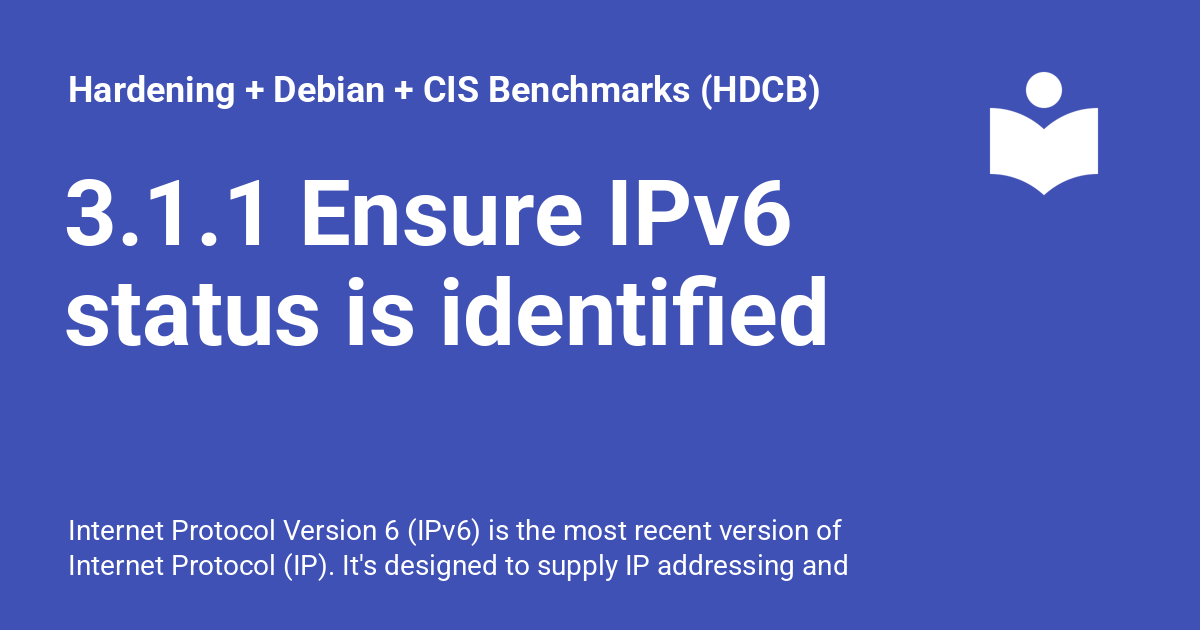 Hardening + Debian + CIS Benchmarks (HDCB)
3.1.1 Ensure IPv6
status is identified
Internet Protocol Version 6 (IPv6) is the most recent version of
Internet Protocol (IP). It's designed to supply IP addressing and